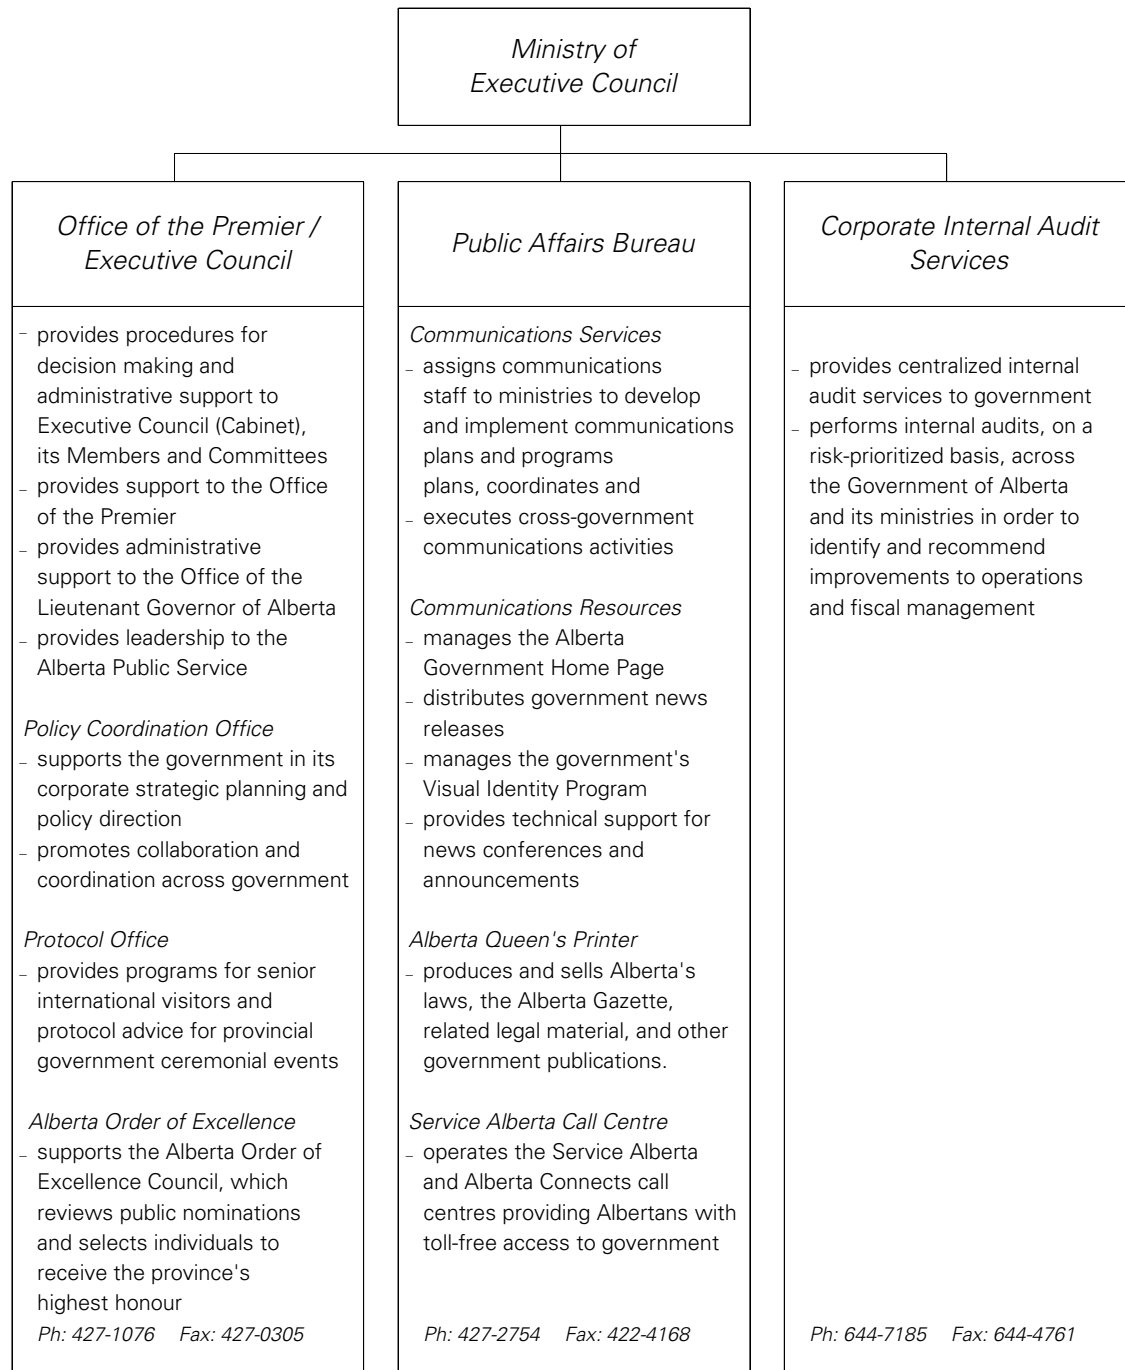 Ministry of
Executive Council
Office of the Premier /
Executive Council
– provides procedures for
decision making and
administrative support to
Executive Council (Cabinet),
its Members and Committees
– provides support to the Office
of the Premier
– provides administrative
support to the Office of the
Lieutenant Governor of Alberta
– provides leadership to the
Alberta Public Service
Policy Coordination Office
– supports the government in its
corporate strategic planning and
policy direction
– promotes collaboration and
coordination across government
Protocol Office
– provides programs for senior
international visitors and
protocol advice for provincial
government ceremonial events
Alberta Order of Excellence
– supports the Alberta Order of
Excellence Council, which
reviews public nominations
and selects individuals to
receive the province's
highest honour
Ph: 427-1076 Fax: 427-0305
Public Affairs Bureau
Communications Services
– assigns communications
staff to ministries to develop
and implement communications
plans and programs
plans, coordinates and
– executes cross-government
communications activities
Communications Resources
– manages the Alberta
Government Home Page
– distributes government news
releases
– manages the government's
Visual Identity Program
– provides technical support for
news conferences and
announcements
Alberta Queen's Printer
– produces and sells Alberta's
laws, the Alberta Gazette,
related legal material, and other
government publications.
Service Alberta Call Centre
– operates the Service Alberta
and Alberta Connects call
centres providing Albertans with
toll-free access to government
Ph: 427-2754 Fax: 422-4168
Corporate Internal Audit
Services
– provides centralized internal
audit services to government
– performs internal audits, on a
risk-prioritized basis, across
the Government of Alberta
and its ministries in order to
identify and recommend
improvements to operations
and fiscal management
Ph: 644-7185 Fax: 644-4761